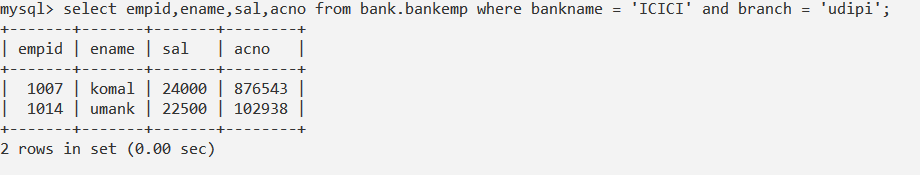 mysql> select empid,ename,sal,acno from bank.bankemp where bankname = 'ICICI' and branch = 'udipi';
+-------+-------+-------+--------+
| empid | ename | sal   | acno   |
+-------+-------+-------+--------+
|  1007 | komal | 24000 | 876543 |
|  1014 | umank | 22500 | 102938 |
+-------+-------+-------+--------+
2 rows in set (0.00 sec)